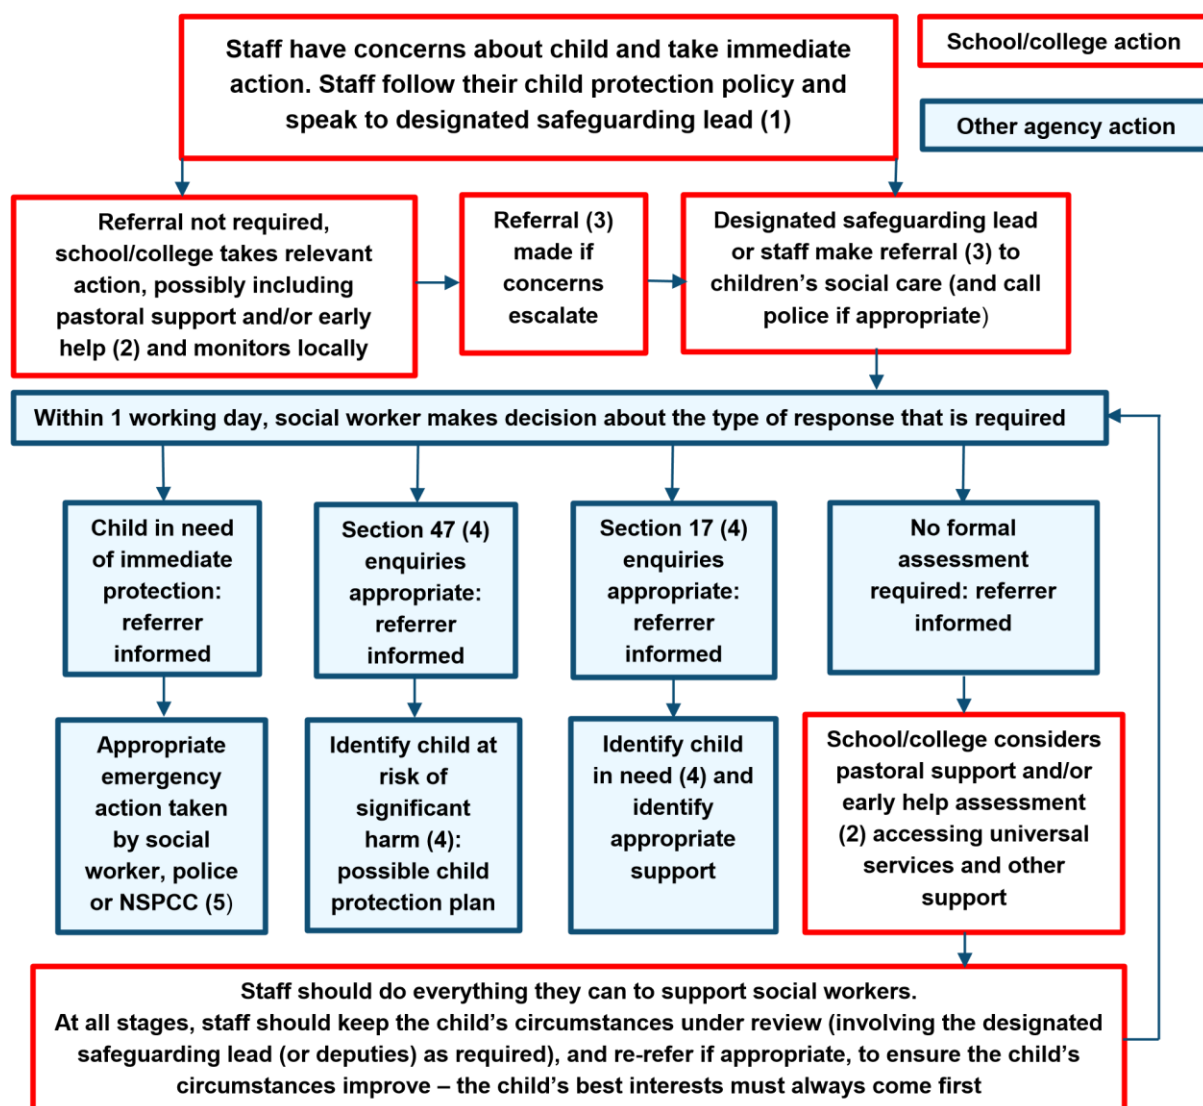 Staff have concerns about child and take immediate
action. Staff follow their child protection policy and
speak to designated safeguarding lead (1)
School/college action
Other agency action
Referral not required,
school/college takes relevant
action, possibly including
pastoral support and/or early
help (2) and monitors locally
Referral (3)
made if
concerns
escalate
Designated safeguarding lead
or staff make referral (3) to
children’s social care (and call
police if appropriate)
Within 1 working day, social worker makes decision about the type of response that is required
Child in need
of immediate
protection:
referrer
informed
Section 47 (4)
enquiries
appropriate:
referrer
informed
Section 17 (4)
enquiries
appropriate:
referrer
informed
No formal
assessment
required: referrer
informed
Appropriate
emergency
action taken
by social
worker, police
or NSPCC (5)
Identify child at
risk of
significant
harm (4):
possible child
protection plan
Identify child
in need (4) and
identify
appropriate
support
School/college considers
pastoral support and/or
early help assessment
(2) accessing universal
services and other
support
Staff should do everything they can to support social workers.
At all stages, staff should keep the child’s circumstances under review (involving the designated
safeguarding lead (or deputies) as required), and re-refer if appropriate, to ensure the child’s
circumstances improve – the child’s best interests must always come first